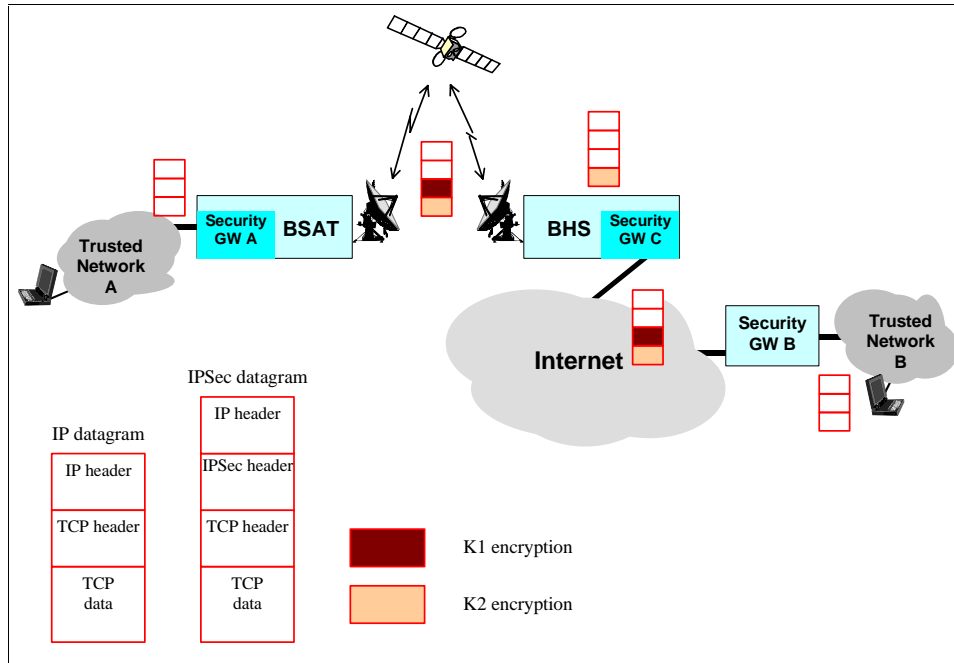 Security
GW A
BSAT
BHS
Security
GW C
Trusted
Network
A
Internet
Security
GW B
Trusted
Network
B
IPSec datagram
IP header
IPSec header
TCP header
TCP
data
IP datagram
IP header
TCP header
TCP
data
K1 encryption
K2 encryption